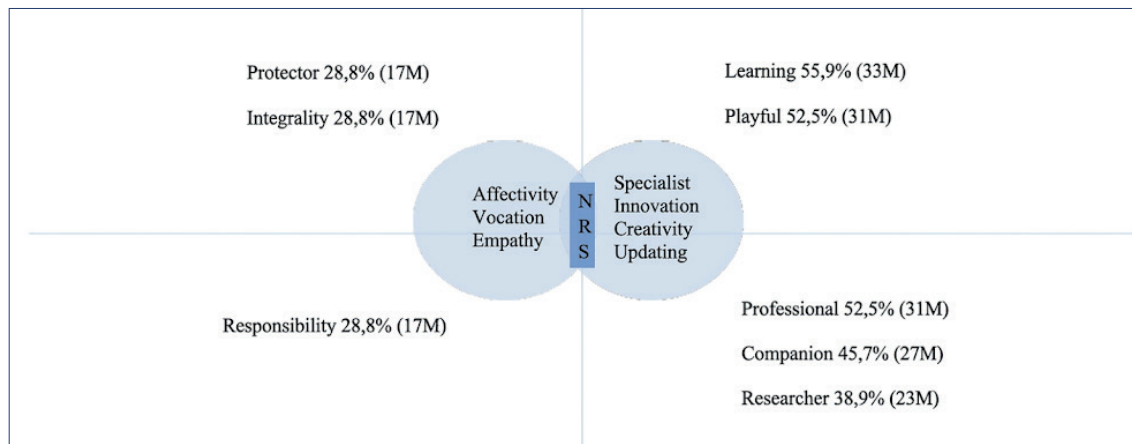 Protector 28,8% (17M)
Integrality 28,8% (17M)
Learning 55,9% (33M)
Playful 52,5% (31M)
Affectivity
Vocation
Empathy
N
R
S
Specialist
Innovation
Creativity
Updating
Responsibility 28,8% (17M)
Professional 52,5% (31M)
Companion 45,7% (27M)
Researcher 38,9% (23M)